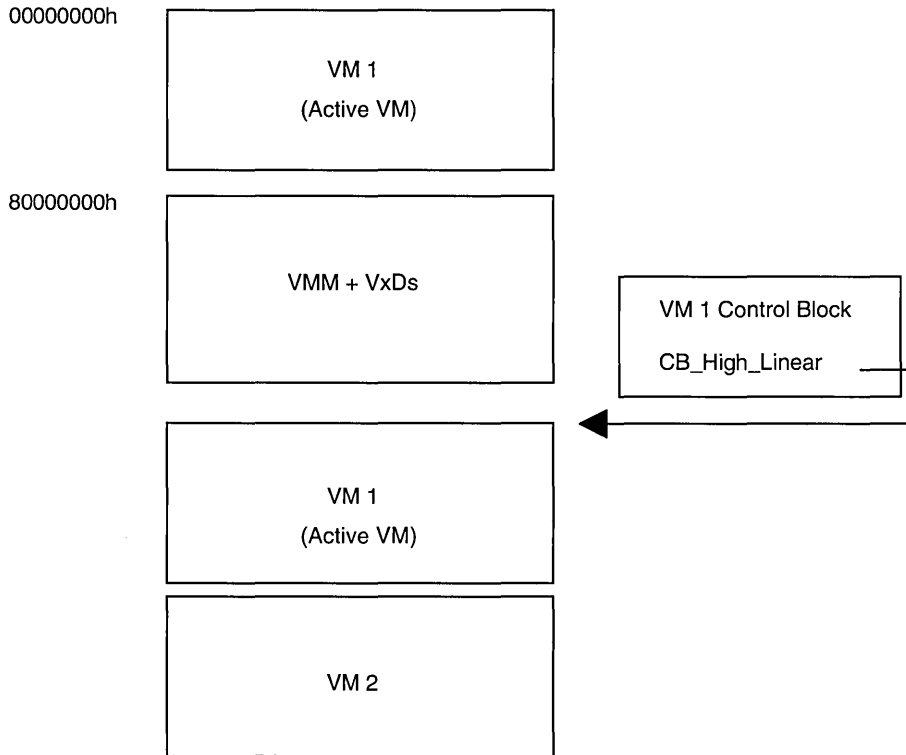 00000000h
VM 1
(Active VM)
80000000h
VMM + VxDs
VM 1 Control Block
CB_High_Linear
VM 1
(Active VM)
VM 2